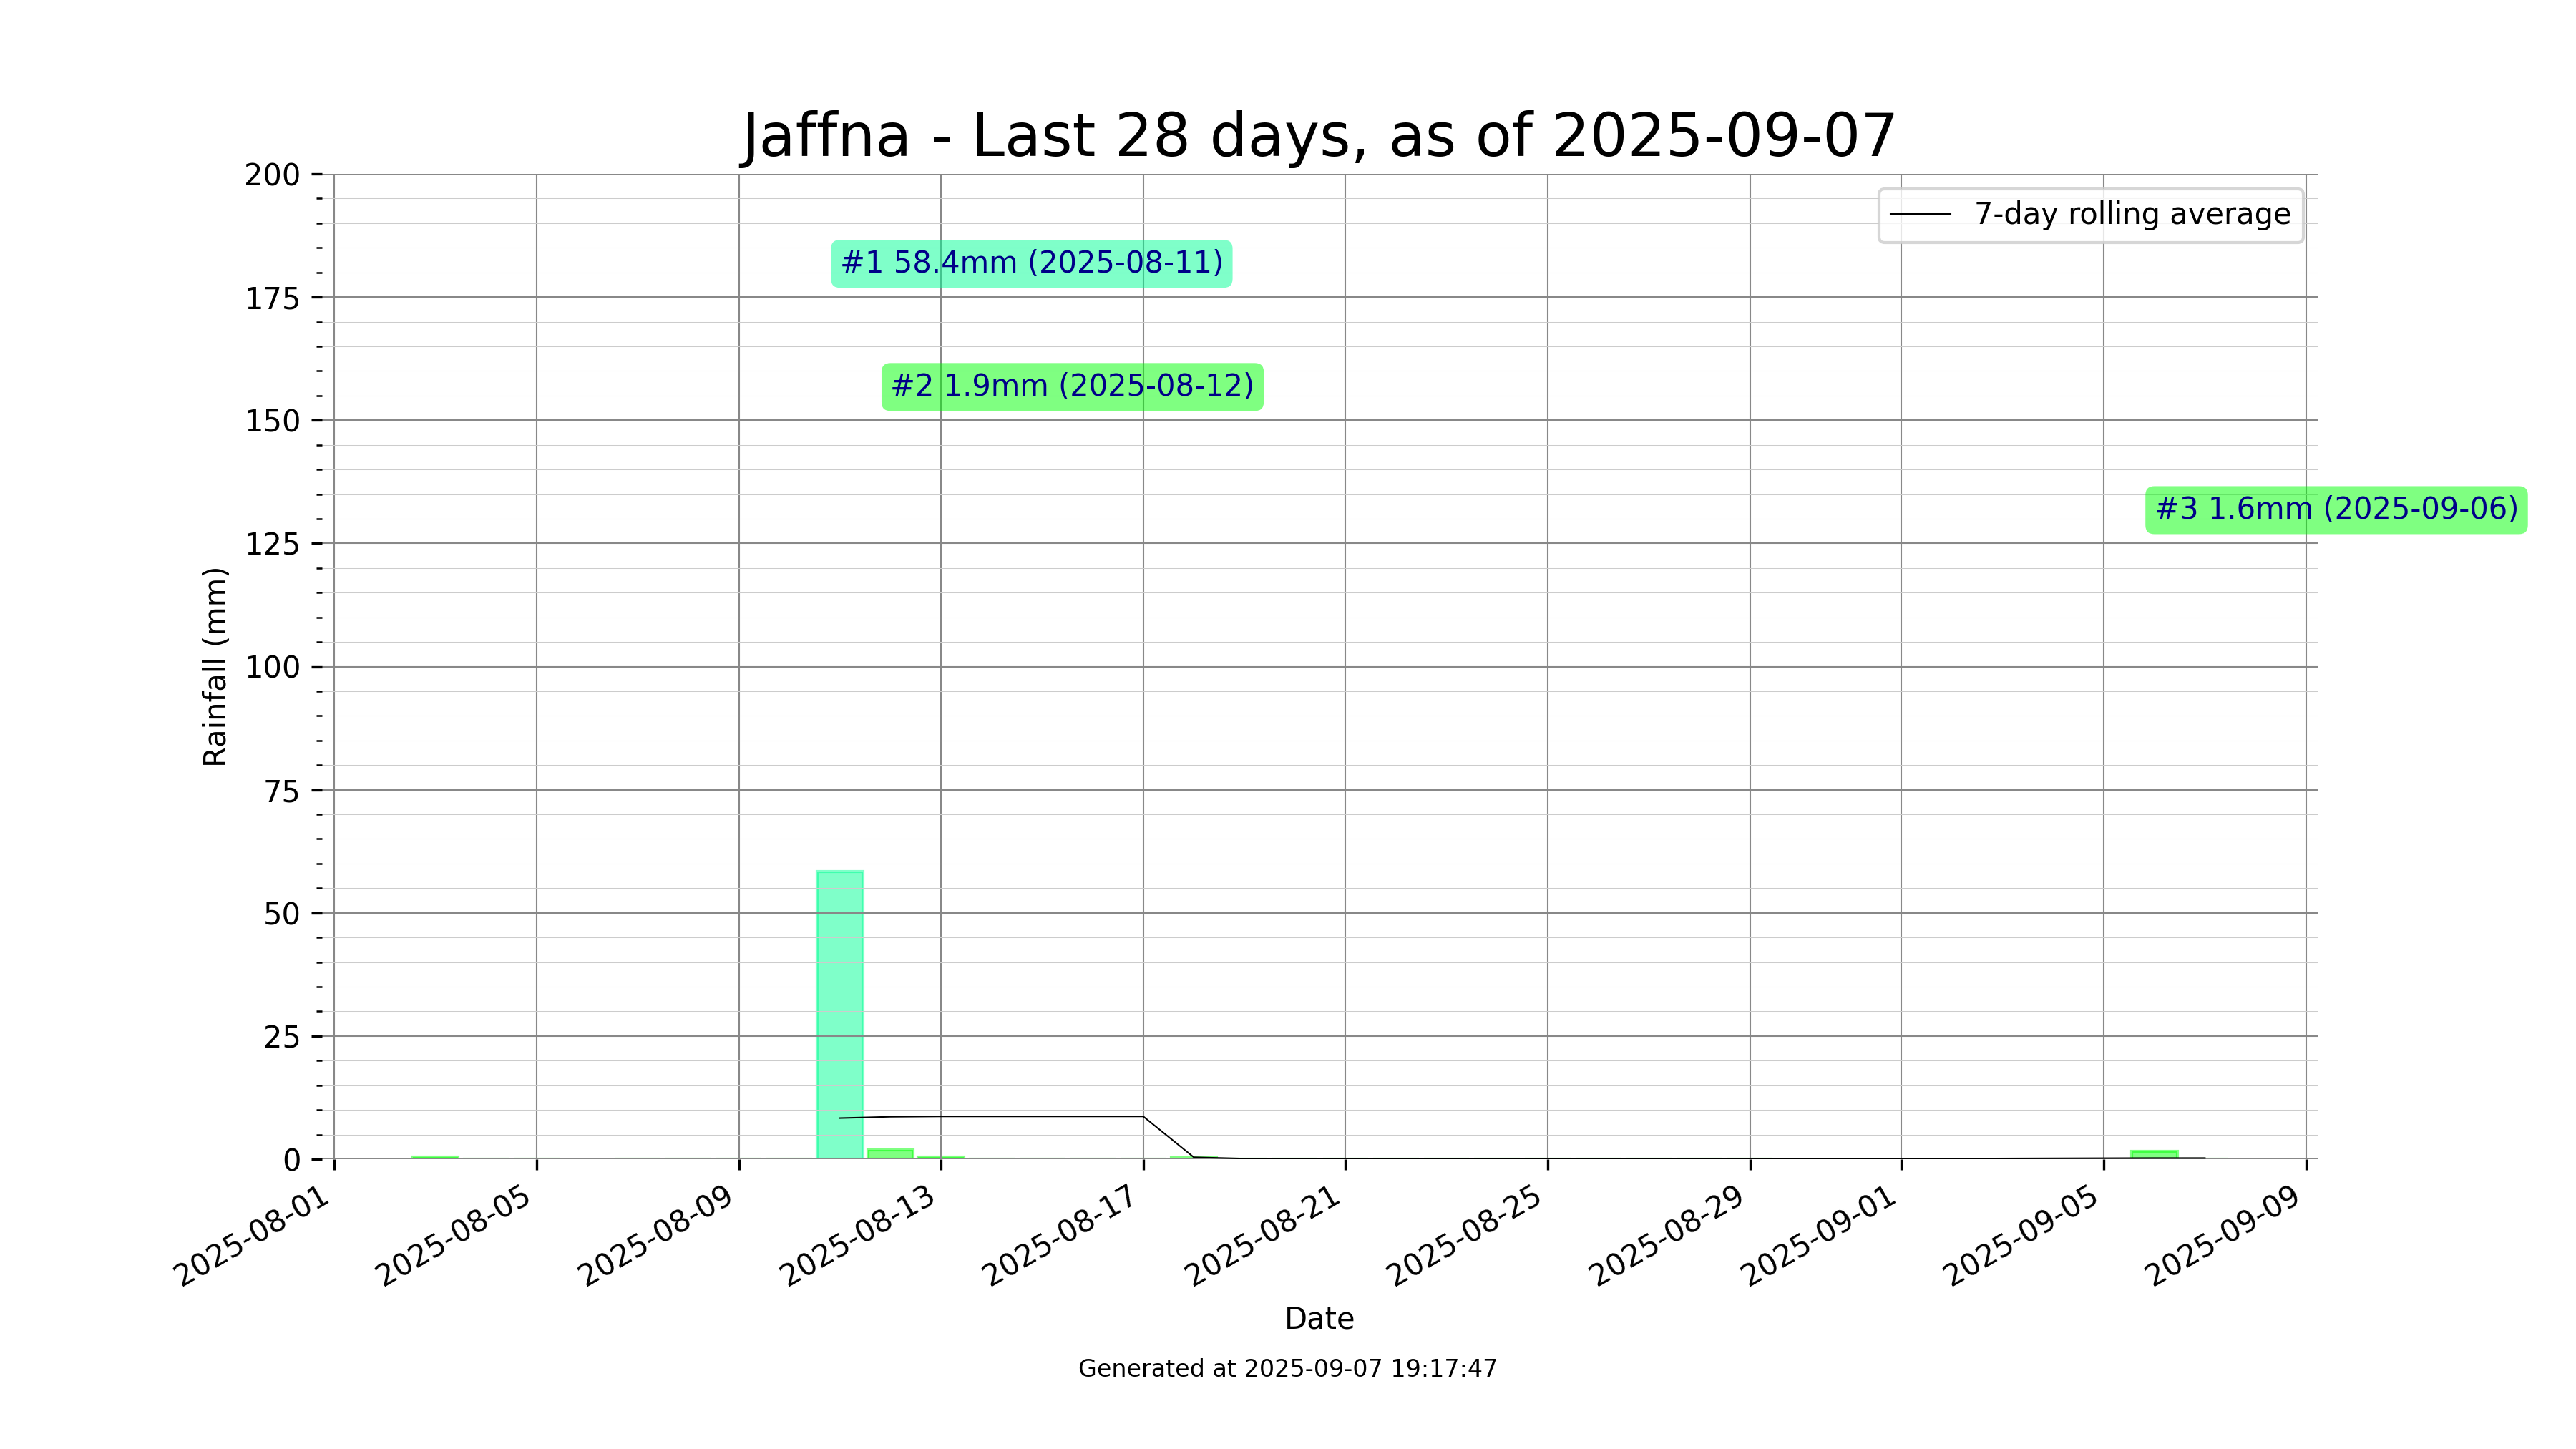 Jaffna - Last 28 days, as of 2025-09-07
7-day rolling average
#1 58.4mm (2025-08-11)
#2 1.9mm (2025-08-12)
#3 1.6mm (2025-09-06)
Rainfall (mm)
200
175
150
125
100
75
50
25
0
2025-08-01
2025-08-05
2025-08-09
2025-08-13
2025-08-17
2025-08-21
2025-08-25
2025-08-29
2025-09-01
2025-09-05
2025-09-09
Date
Generated at 2025-09-07 19:17:47